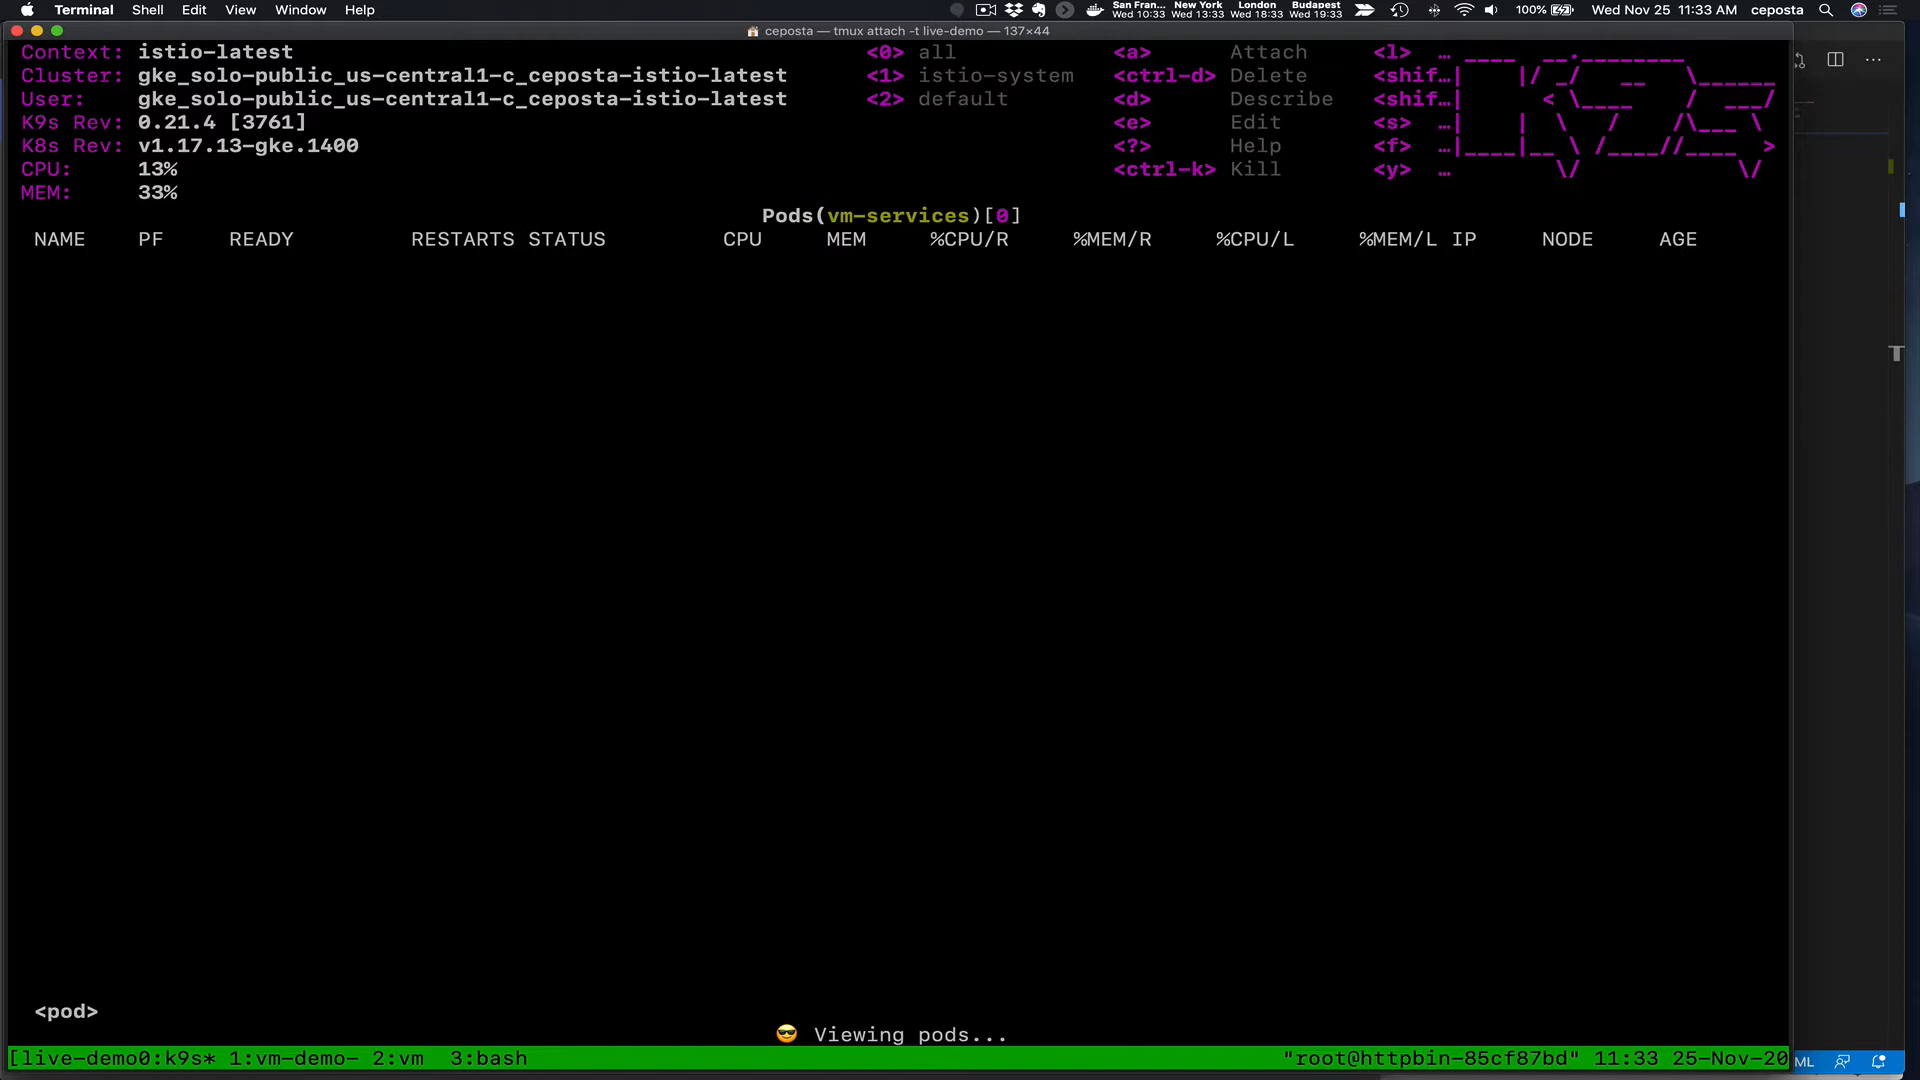 Terminal Shell Edit View Window Help San Fran... Wed 10:33 New York Wed 13:33 London Wed 18:33 Budapest Wed 19:33 100% Wed Nov 25 11:33 AM ceposta
ceposta — tmux attach -t live-demo — 137×44
Context: istio-latest <0> all <a> Attach <l> …
Cluster: gke_solo-public_us-central1-c_ceposta-istio-latest <1> istio-system <ctrl-d> Delete <shif…
User: gke_solo-public_us-central1-c_ceposta-istio-latest <2> default <d> Describe <shif…
K9s Rev: 0.21.4 [3761] <e> Edit <s> …
K8s Rev: v1.17.13-gke.1400 <?> Help <f> …
CPU: 13% <ctrl-k> Kill <y> …
MEM: 33%
Pods(vm-services)[0]
NAME PF READY RESTARTS STATUS CPU MEM %CPU/R %MEM/R %CPU/L %MEM/L IP NODE AGE
<pod>
😎 Viewing pods...
[live-demo0:k9s* 1:vm-demo- 2:vm 3:bash "root@httpbin-85cf87bd" 11:33 25-Nov-20
ML